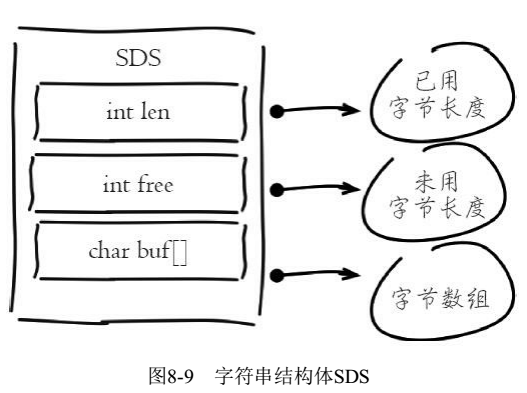 SDS
int len
已用
字节长度
int free
未用
字节长度
char buf[]
字节数组
图8-9 字符串结构体SDS